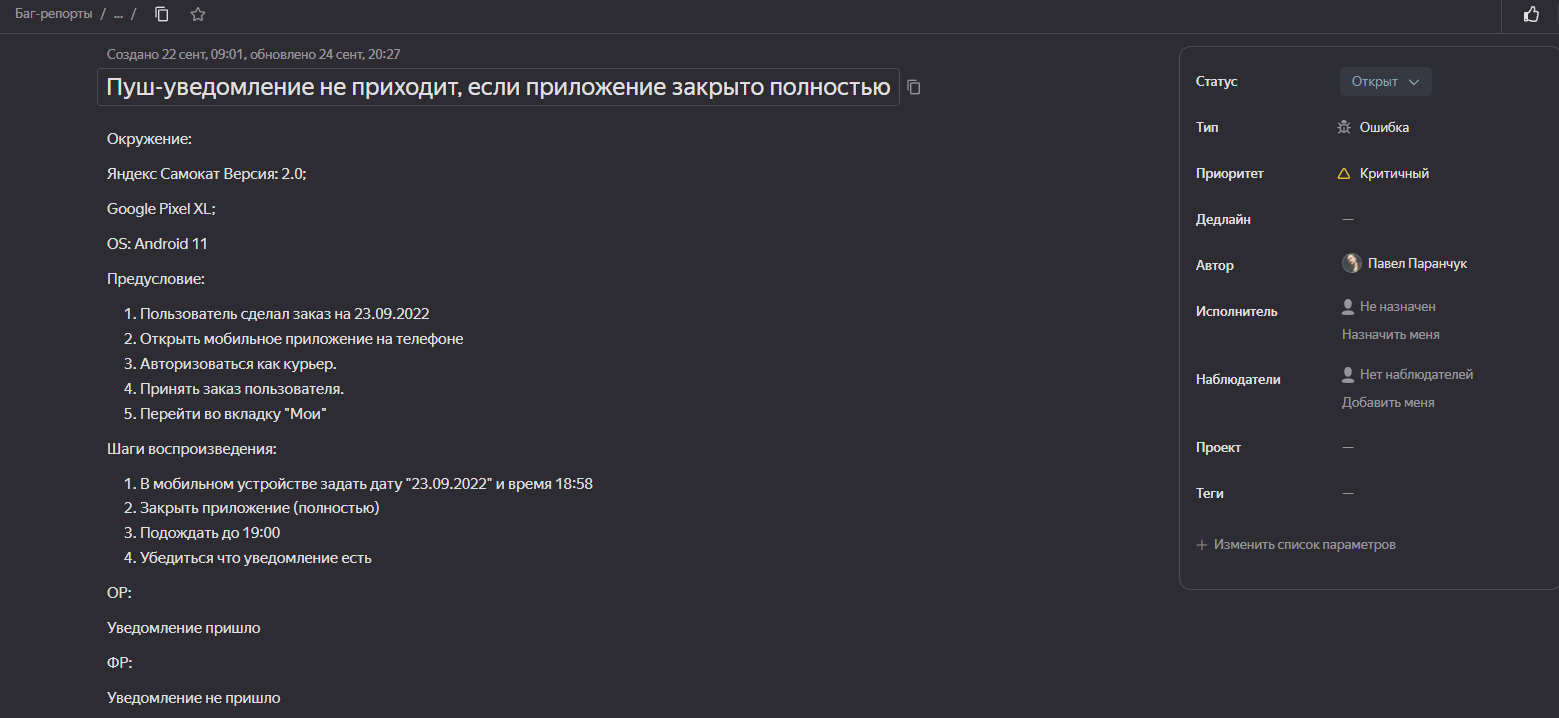 Баг-репорты / ... /
Создано 22 сент, 09:01, обновлено 24 сент, 20:27
Пуш-уведомление не приходит, если приложение закрыто полностью
Окружение:
Яндекс Самокат Версия: 2.0;
Google Pixel XL;
OS: Android 11
Предусловие:
1. Пользователь сделал заказ на 23.09.2022
2. Открыть мобильное приложение на телефоне
3. Авторизоваться как курьер.
4. Принять заказ пользователя.
5. Перейти во вкладку "Мои"
Шаги воспроизведения:
1. В мобильном устройстве задать дату "23.09.2022" и время 18:58
2. Закрыть приложение (полностью)
3. Подождать до 19:00
4. Убедиться что уведомление есть
ОР:
Уведомление пришло
ФР:
Уведомление не пришло
Статус Открыт
Тип Ошибка
Приоритет Критичный
Дедлайн —
Автор Павел Паранчук
Исполнитель Не назначен
Назначить меня
Наблюдатели Нет наблюдателей
Добавить меня
Проект —
Теги —
+ Изменить список параметров